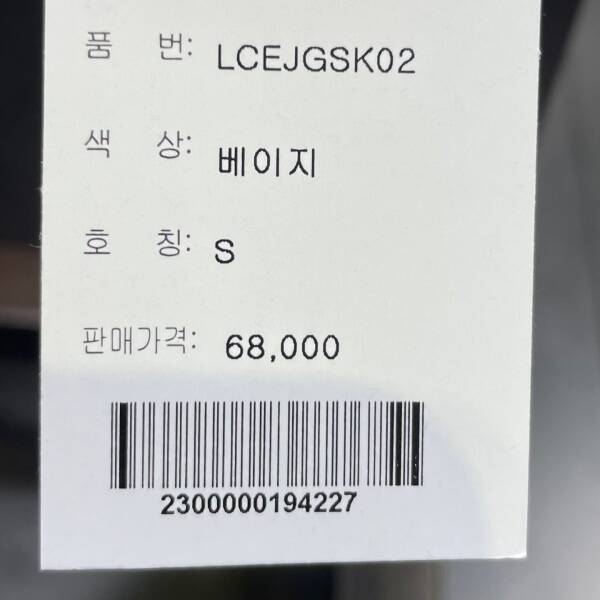 품 번: LCEJGSK02
색 상: 베이지
호 칭: S
판매가격: 68,000
2300000194227